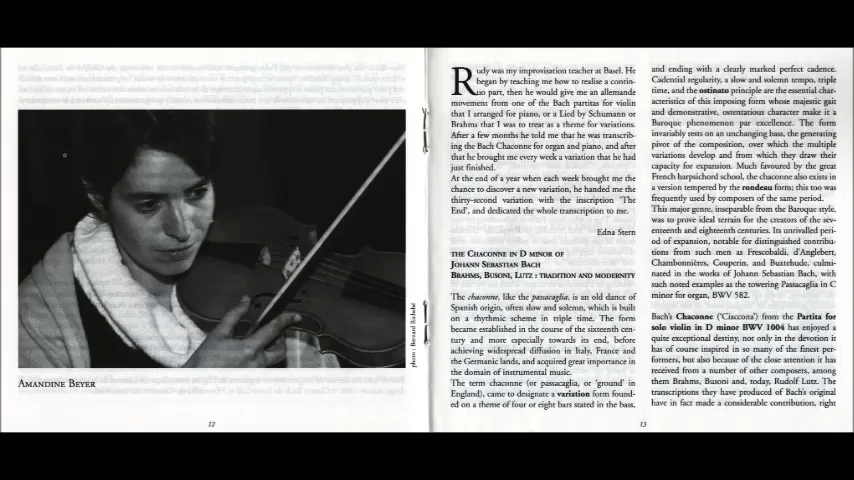 photo : Bernard Richebé
AMANDINE BEYER
12
Rudy was my improvisation teacher at Basel. He
began by teaching me how to realise a contin-
uo part, then he would give me an allemande
movement from one of the Bach partitas for violin
that I arranged for piano, or a Lied by Schumann or
Brahms that I was to treat as a theme for variations.
After a few months he told me that he was transcrib-
ing the Bach Chaconne for organ and piano, and after
that he brought me every week a variation that he had
just finished.
At the end of a year when each week brought me the
chance to discover a new variation, he handed me the
thirty-second variation with the inscription 'The
End', and dedicated the whole transcription to me.
Edna Stern
THE CHACONNE IN D MINOR OF
JOHANN SEBASTIAN BACH
BRAHMS, BUSONI, LUTZ : TRADITION AND MODERNITY
The chaconne, like the passacaglia, is an old dance of
Spanish origin, often slow and solemn, which is built
on a rhythmic scheme in triple time. The form
became established in the course of the sixteenth cen-
tury and more especially towards its end, before
achieving widespread diffusion in Italy, France and
the Germanic lands, and acquired great importance in
the domain of instrumental music.
The term chaconne (or passacaglia, or 'ground' in
England), came to designate a variation form found-
ed on a theme of four or eight bars stated in the bass,
and ending with a clearly marked perfect cadence.
Cadential regularity, a slow and solemn tempo, triple
time, and the ostinato principle are the essential char-
acteristics of this imposing form whose majestic gait
and demonstrative, ostentatious character make it a
Baroque phenomenon par excellence. The form
invariably rests on an unchanging bass, the generating
pivot of the composition, over which the multiple
variations develop and from which they draw their
capacity for expansion. Much favoured by the great
French harpsichord school, the chaconne also exists in
a version tempered by the rondeau form; this too was
frequently used by composers of the same period.
This major genre, inseparable from the Baroque style,
was to prove ideal terrain for the creators of the sev-
enteenth and eighteenth centuries. Its unrivalled peri-
od of expansion, notable for distinguished contribu-
tions from such men as Frescobaldi, d'Anglebert,
Chambonnières, Couperin, and Buxtehude, culmi-
nated in the works of Johann Sebastian Bach, with
such noted examples as the towering Passacaglia in C
minor for organ, BWV 582.
Bach's Chaconne ('Ciaccona') from the Partita for
solo violin in D minor BWV 1004 has enjoyed a
quite exceptional destiny, not only in the devotion it
has of course inspired in so many of the finest per-
formers, but also because of the close attention it has
received from a number of other composers, among
them Brahms, Busoni and, today, Rudolf Lutz. The
transcriptions they have produced of Bach's original
have in fact made a considerable contribution, right
13